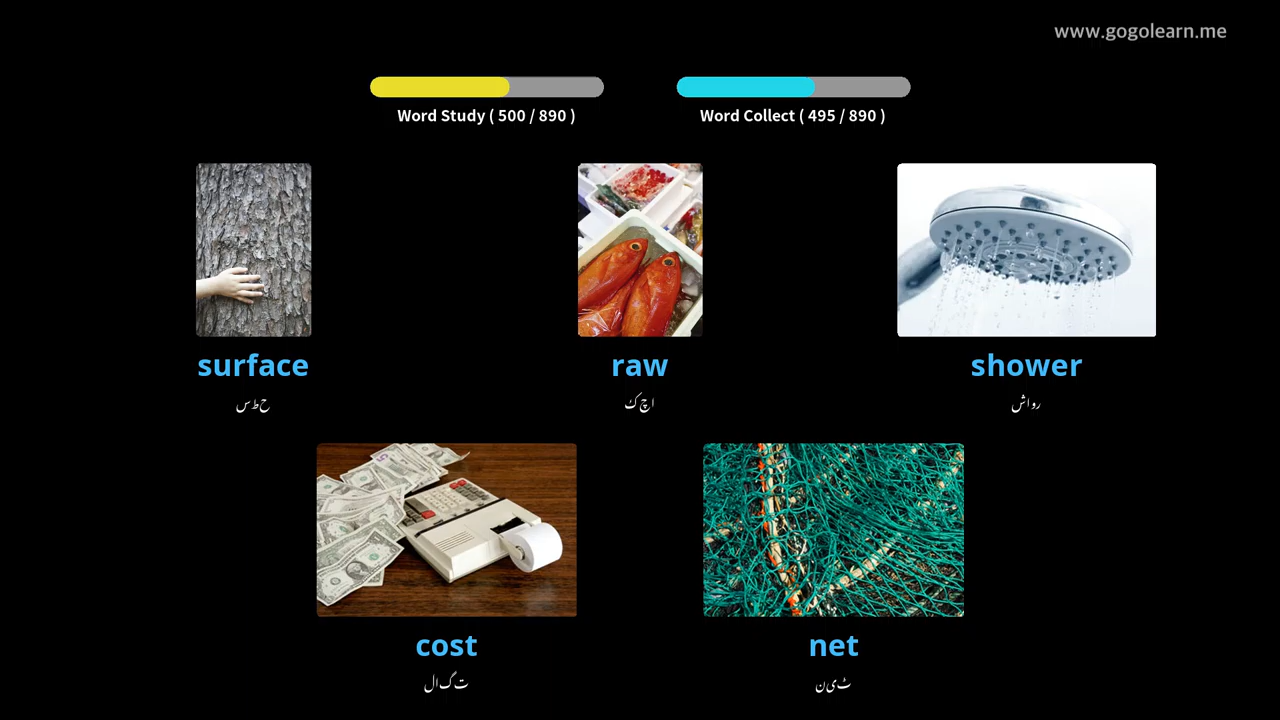 www.gogolearn.me
Word Study ( 500 / 890 )
Word Collect ( 495 / 890 )
surface
حطس
raw
اچک
shower
رواش
cost
تگال
net
ٹین